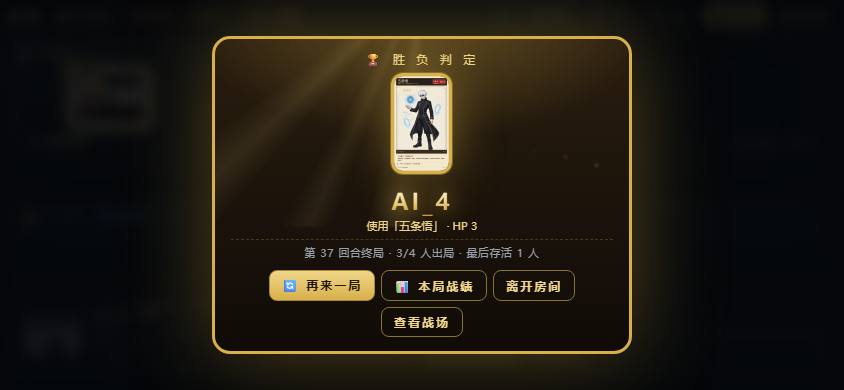 🏆 胜负判定
AI_4
使用「五条悟」 · HP 3
第 37 回合终局 · 3/4 人出局 · 最后存活 1 人
🔄 再来一局
📊 本局战绩
离开房间
查看战场